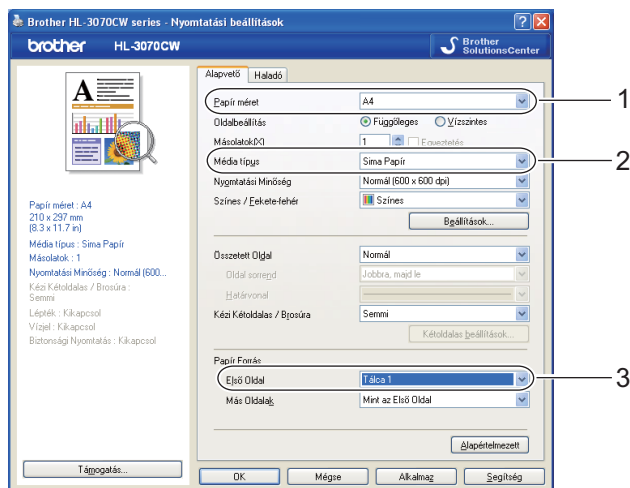 Brother HL-3070CW series - Nyomtatási beállítások
brother HL-3070CW
Brother
SolutionsCenter
Alapvető Haladó
Papír méret A4 1
Oldalbeállítás Függőleges Vízszintes
Másolatok(X) 1 Egyeztetés
Média típus Sima Papír 2
Nyomtatási Minőség Normál (600 x 600 dpi)
Színes / Fekete-fehér Színes
Beállítások...
Összetett Oldal Normál
Oldal sorrend Jobbra, majd le
Határvonal
Kézi Kétoldalas / Brosúra Semmi
Kétoldalas beállítások...
Papír Forrás
Első Oldal Tálca 1 3
Más Oldalak Mint az Első Oldal
Alapértelmezett
A
Papír méret : A4
210 x 297 mm
(8.3 x 11.7 in)
Média típus : Sima Papír
Másolatok : 1
Nyomtatási Minőség : Normál (600...
Kézi Kétoldalas / Brosúra :
Semmi
Lépték : Kikapcsol
Vízjel : Kikapcsol
Biztonsági Nyomtatás : Kikapcsol
Támogatás...
OK Mégse Alkalmaz Segítség